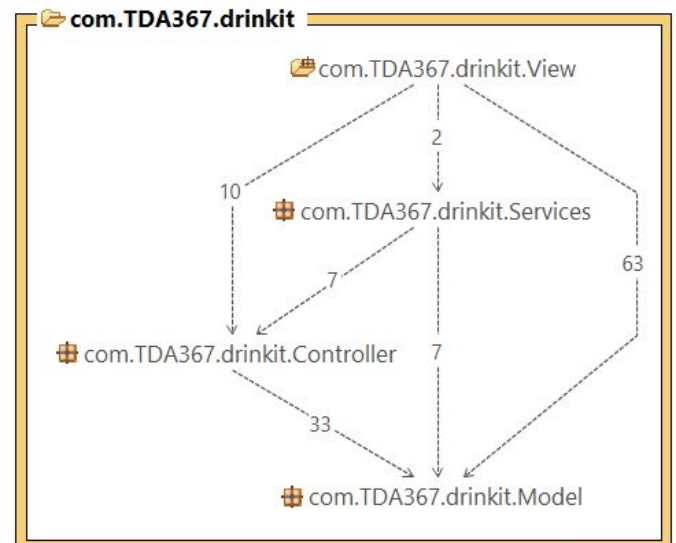 com.TDA367.drinkit
com.TDA367.drinkit.View
2
10
com.TDA367.drinkit.Services
63
7
com.TDA367.drinkit.Controller
7
33
com.TDA367.drinkit.Model